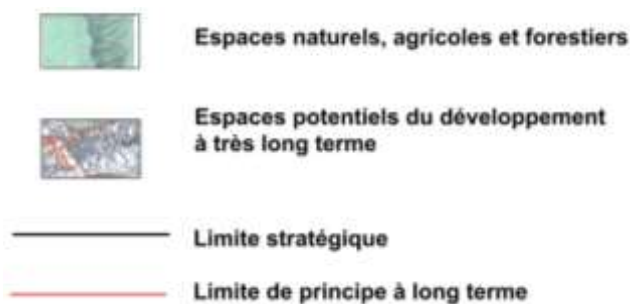 Espaces naturels, agricoles et forestiers
Espaces potentiels du développement
à très long terme
Limite stratégique
Limite de principe à long terme